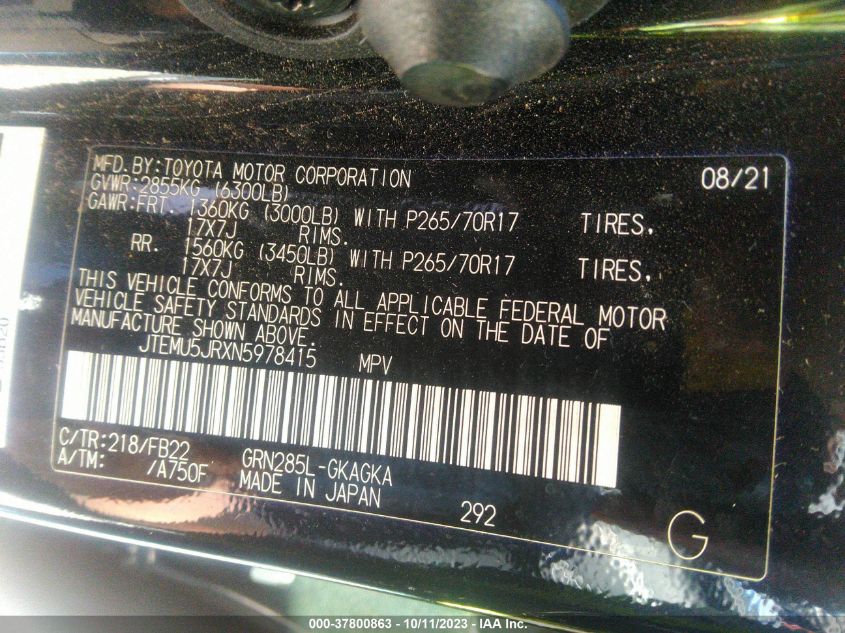 MFD.BY:TOYOTA MOTOR CORPORATION 08/21
GVWR:2855KG (6300LB)
GAWR:FRT. 1360KG (3000LB) WITH P265/70R17 TIRES,
17X7J RIMS.
RR. 1560KG (3450LB) WITH P265/70R17 TIRES,
17X7J RIMS.
THIS VEHICLE CONFORMS TO ALL APPLICABLE FEDERAL MOTOR
VEHICLE SAFETY STANDARDS IN EFFECT ON THE DATE OF
MANUFACTURE SHOWN ABOVE.
JTEMU5JRXN5978415 MPV
C/TR:218/FB22 GRN285L-GKAGKA
A/TM: /A750F MADE IN JAPAN 292
G
000-37800863 - 10/11/2023 - © IAA, Inc.